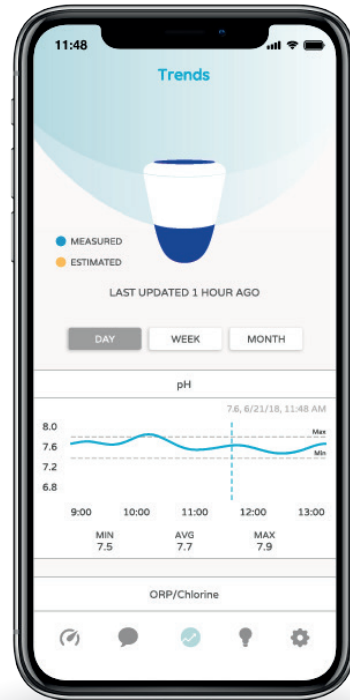 11:48
Trends
MEASURED
ESTIMATED
LAST UPDATED 1 HOUR AGO
DAY WEEK MONTH
pH
7.6, 6/21/18, 11:48 AM
8.0
Max
7.6
Min
7.2
6.8
9:00 10:00 11:00 12:00 13:00
MIN AVG MAX
7.5 7.7 7.9
ORP/Chlorine